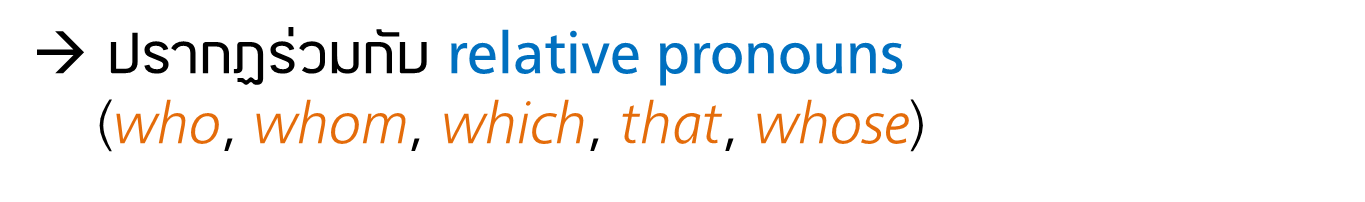 → ปรากฏร่วมกับ relative pronouns
(who, whom, which, that, whose)